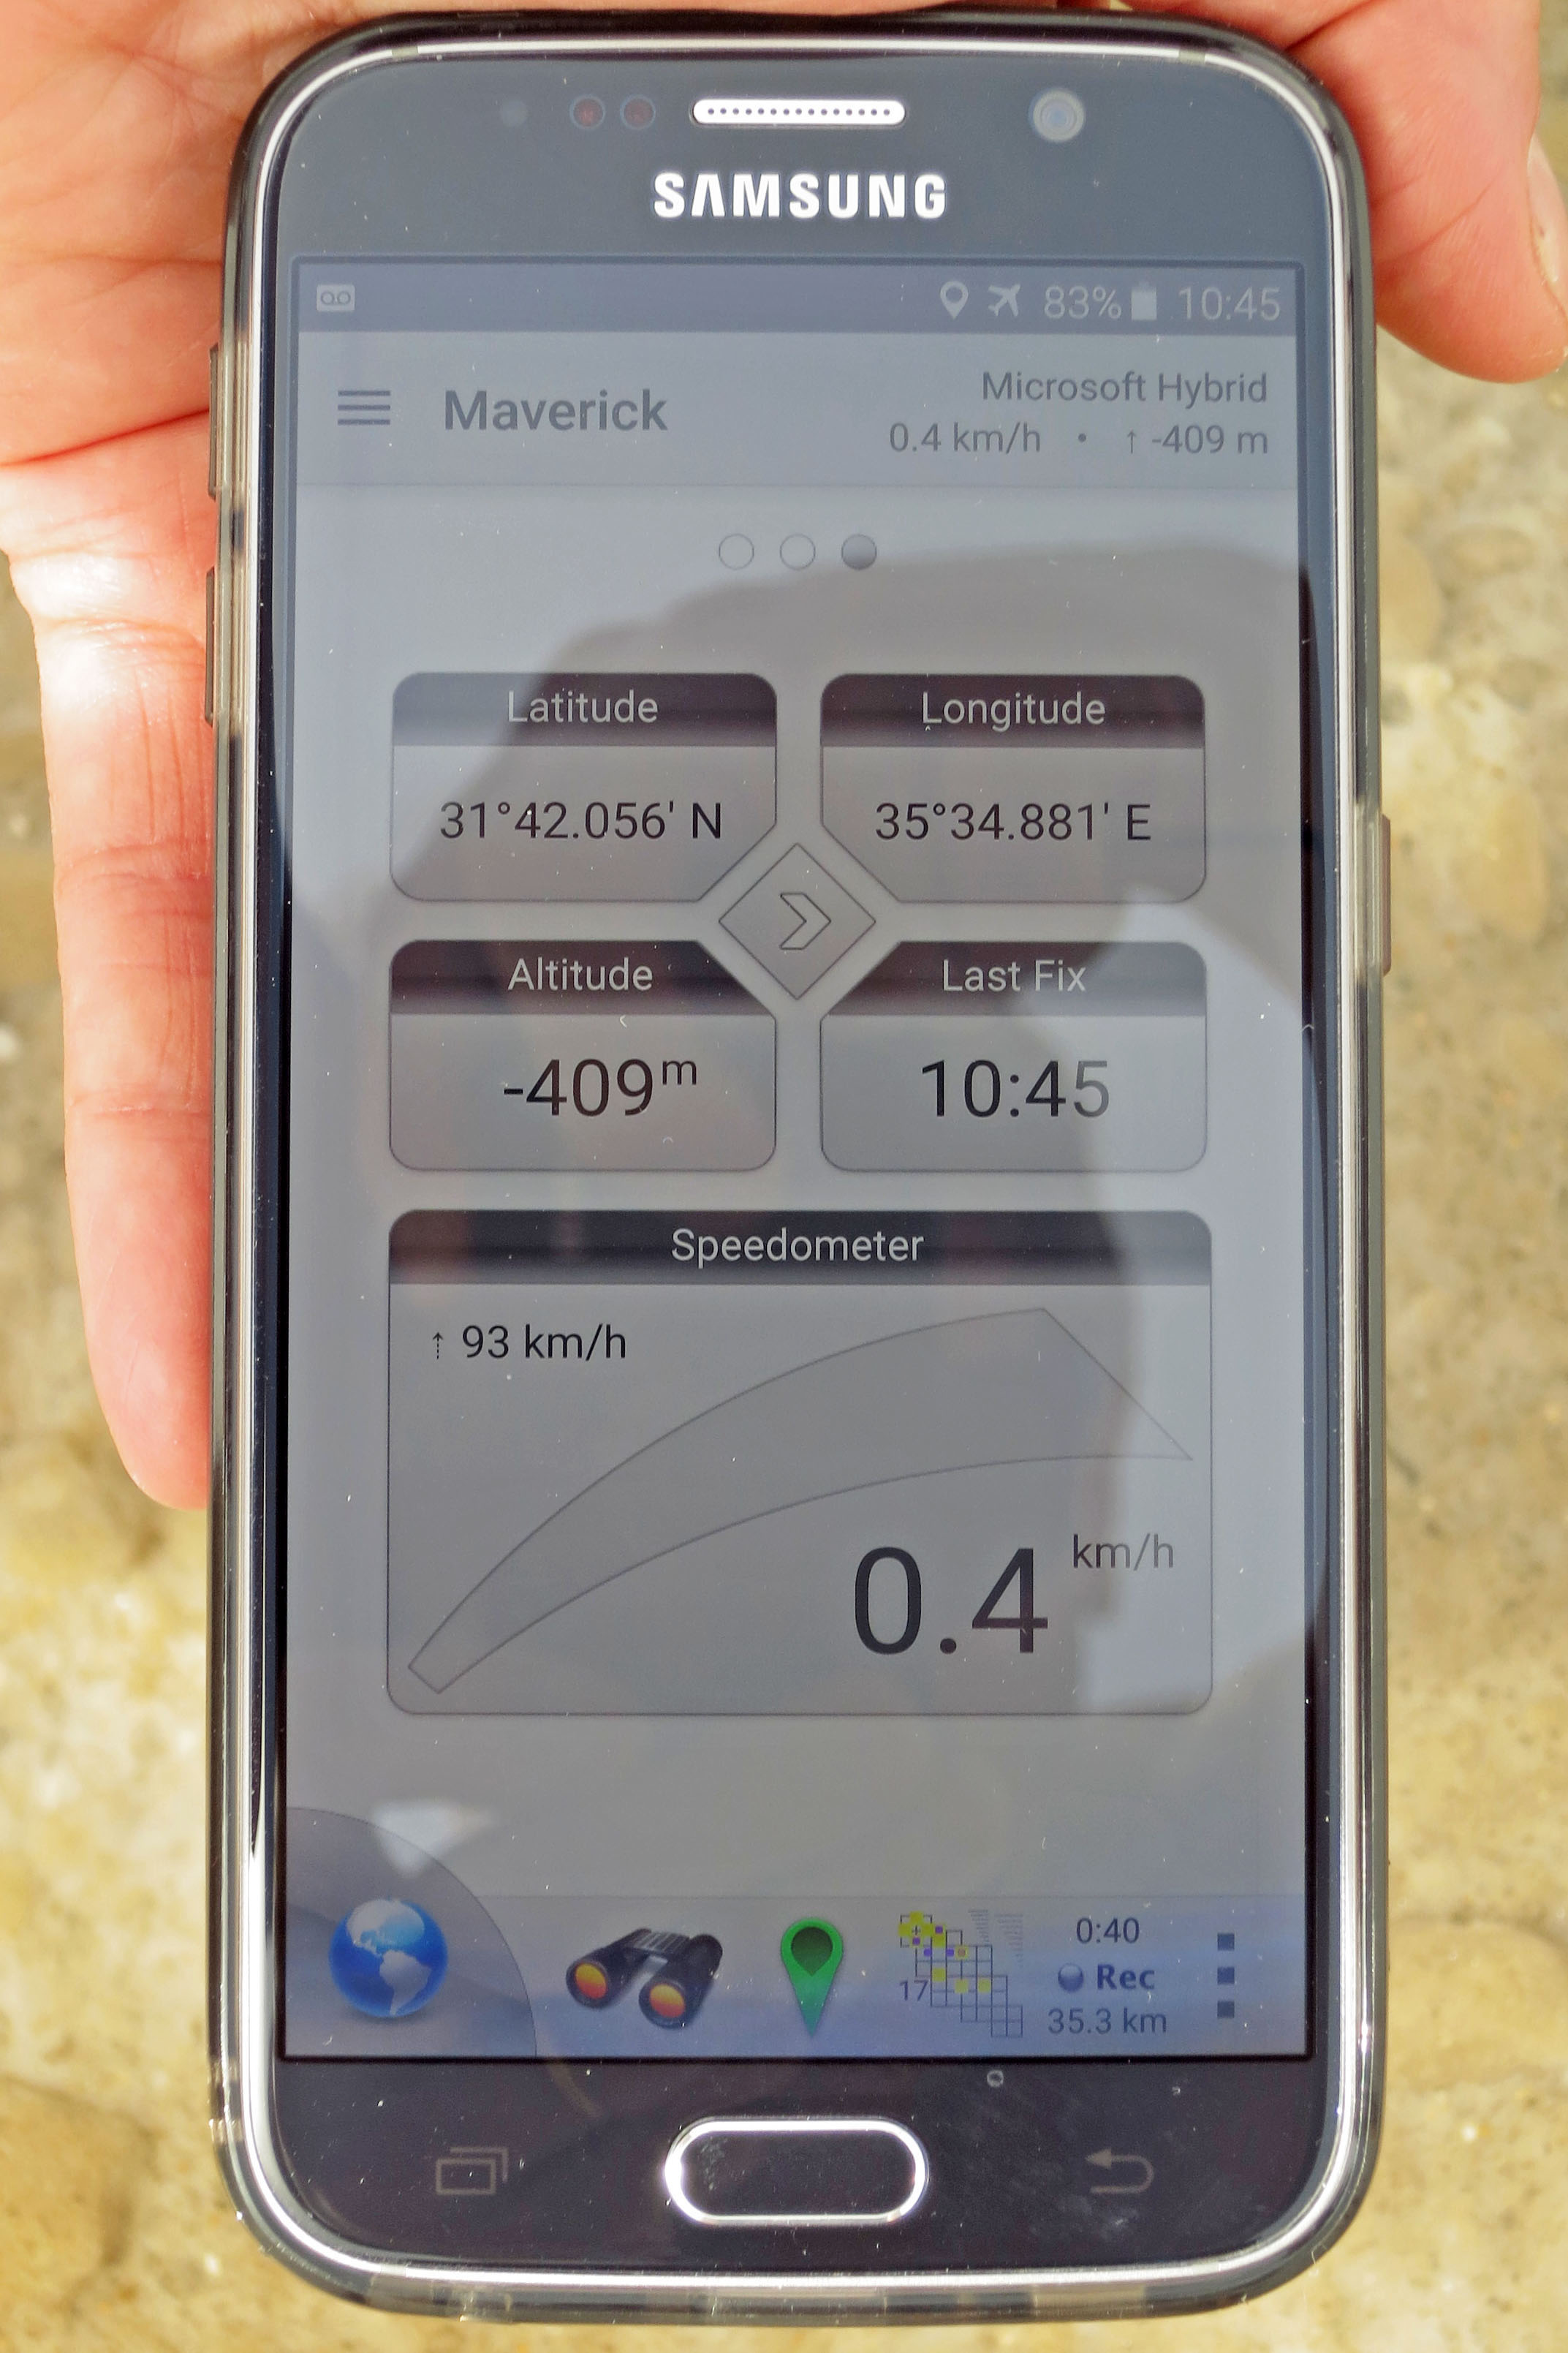 SAMSUNG
83% 10:45
Maverick
Microsoft Hybrid
0.4 km/h • ↑ -409 m
Latitude
31°42.056' N
Longitude
35°34.881' E
Altitude
-409 m
Last Fix
10:45
Speedometer
↑ 93 km/h
0.4 km/h
17
0:40
Rec
35.3 km